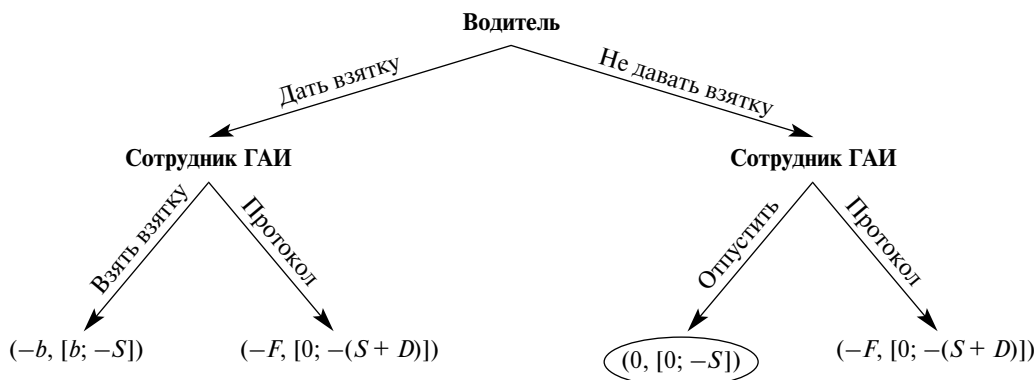 Водитель
Дать взятку
Не давать взятку
Сотрудник ГАИ
Сотрудник ГАИ
Взять взятку
Протокол
Отпустить
Протокол
(−b, [b; −S])
(−F, [0; −(S + D)])
(0, [0; −S])
(−F, [0; −(S + D)])